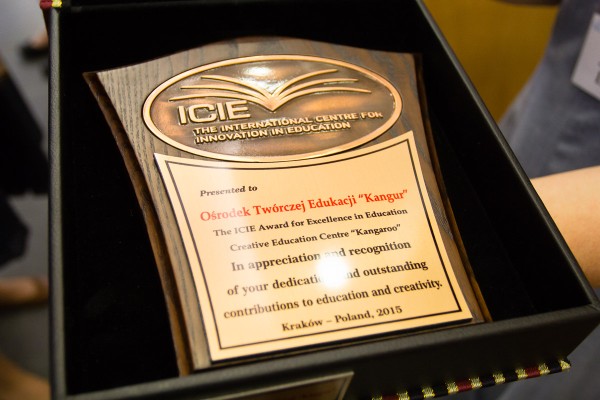 ICIE
THE INTERNATIONAL CENTRE FOR
INNOVATION IN EDUCATION
Presented to
Ośrodek Twórczej Edukacji "Kangur"
The ICIE Award for Excellence in Education
Creative Education Centre "Kangaroo"
In appreciation and recognition
of your dedication and outstanding
contributions to education and creativity.
Kraków – Poland, 2015